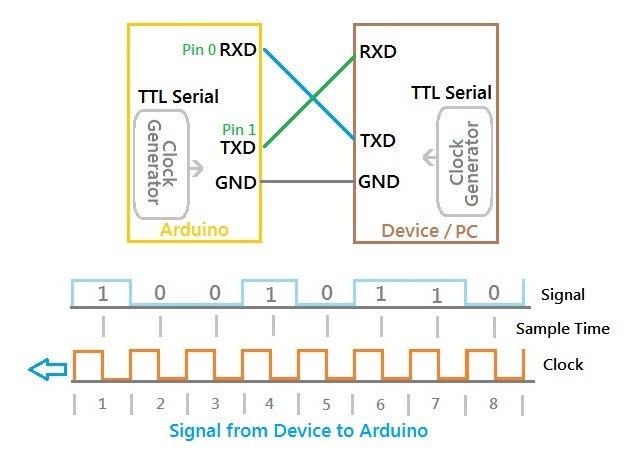 Pin 0 RXD
RXD
TTL Serial
TTL Serial
Clock Generator
Pin 1
TXD
TXD
Clock Generator
GND
GND
Arduino
Device / PC
1 0 0 1 0 1 1 0 Signal
Sample Time
Clock
1 2 3 4 5 6 7 8
Signal from Device to Arduino